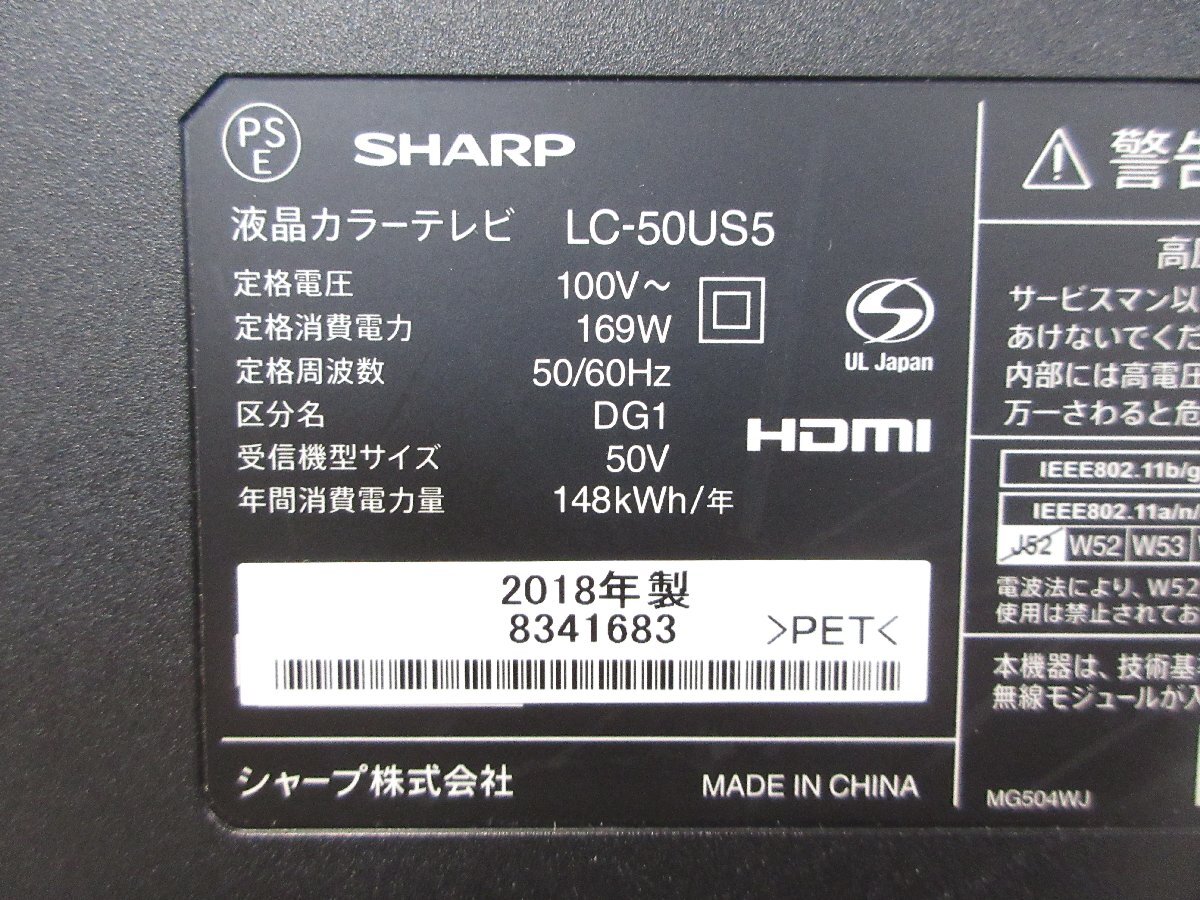 PS
E
SHARP
液晶カラーテレビ LC-50US5
定格電圧 100V～
定格消費電力 169W
定格周波数 50/60Hz
区分名 DG1
受信機型サイズ 50V
年間消費電力量 148kWh/年
UL Japan
HDMI
2018年製
8341683 >PET<
シャープ株式会社 MADE IN CHINA
警告
高圧
サービスマン以
あけないでくだ
内部には高電圧
万一さわると危
IEEE802.11b/g
IEEE802.11a/n/
J52 W52 W53
電波法により、W52
使用は禁止されてお
本機器は、技術基
無線モジュールが入
MG504WJ